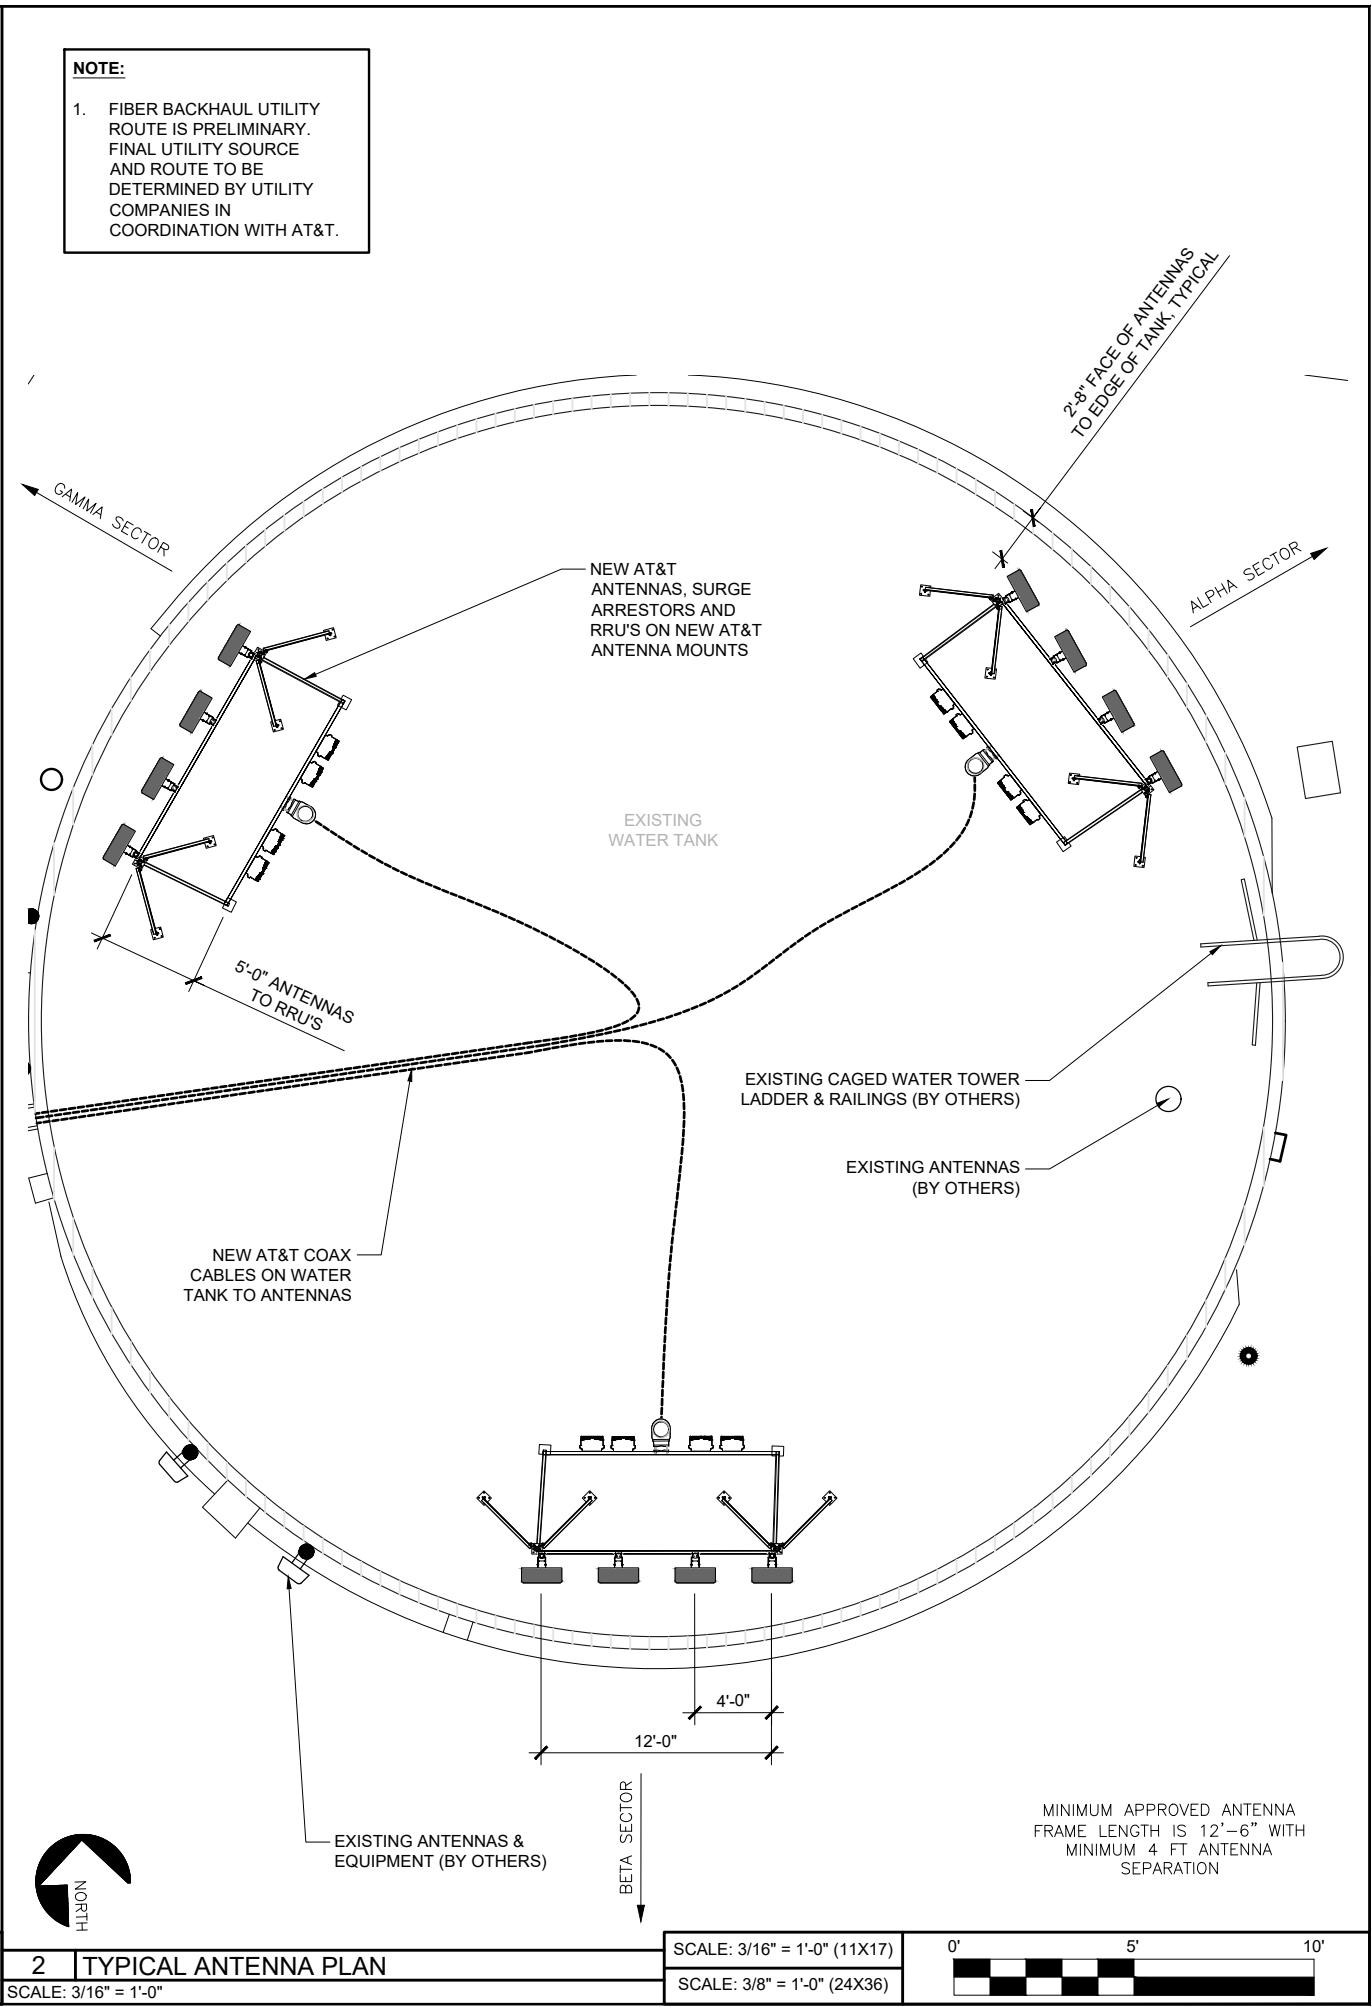 NOTE:
1. FIBER BACKHAUL UTILITY
ROUTE IS PRELIMINARY.
FINAL UTILITY SOURCE
AND ROUTE TO BE
DETERMINED BY UTILITY
COMPANIES IN
COORDINATION WITH AT&T.
2'-8" FACE OF ANTENNAS
TO EDGE OF TANK, TYPICAL
GAMMA SECTOR
ALPHA SECTOR
NEW AT&T
ANTENNAS, SURGE
ARRESTORS AND
RRU'S ON NEW AT&T
ANTENNA MOUNTS
EXISTING
WATER TANK
5'-0" ANTENNAS
TO RRU'S
EXISTING CAGED WATER TOWER
LADDER & RAILINGS (BY OTHERS)
EXISTING ANTENNAS
(BY OTHERS)
NEW AT&T COAX
CABLES ON WATER
TANK TO ANTENNAS
4'-0"
12'-0"
BETA SECTOR
EXISTING ANTENNAS &
EQUIPMENT (BY OTHERS)
MINIMUM APPROVED ANTENNA
FRAME LENGTH IS 12'-6" WITH
MINIMUM 4 FT ANTENNA
SEPARATION
NORTH
2 TYPICAL ANTENNA PLAN
SCALE: 3/16" = 1'-0"
SCALE: 3/16" = 1'-0" (11X17)
SCALE: 3/8" = 1'-0" (24X36)
0' 5' 10'